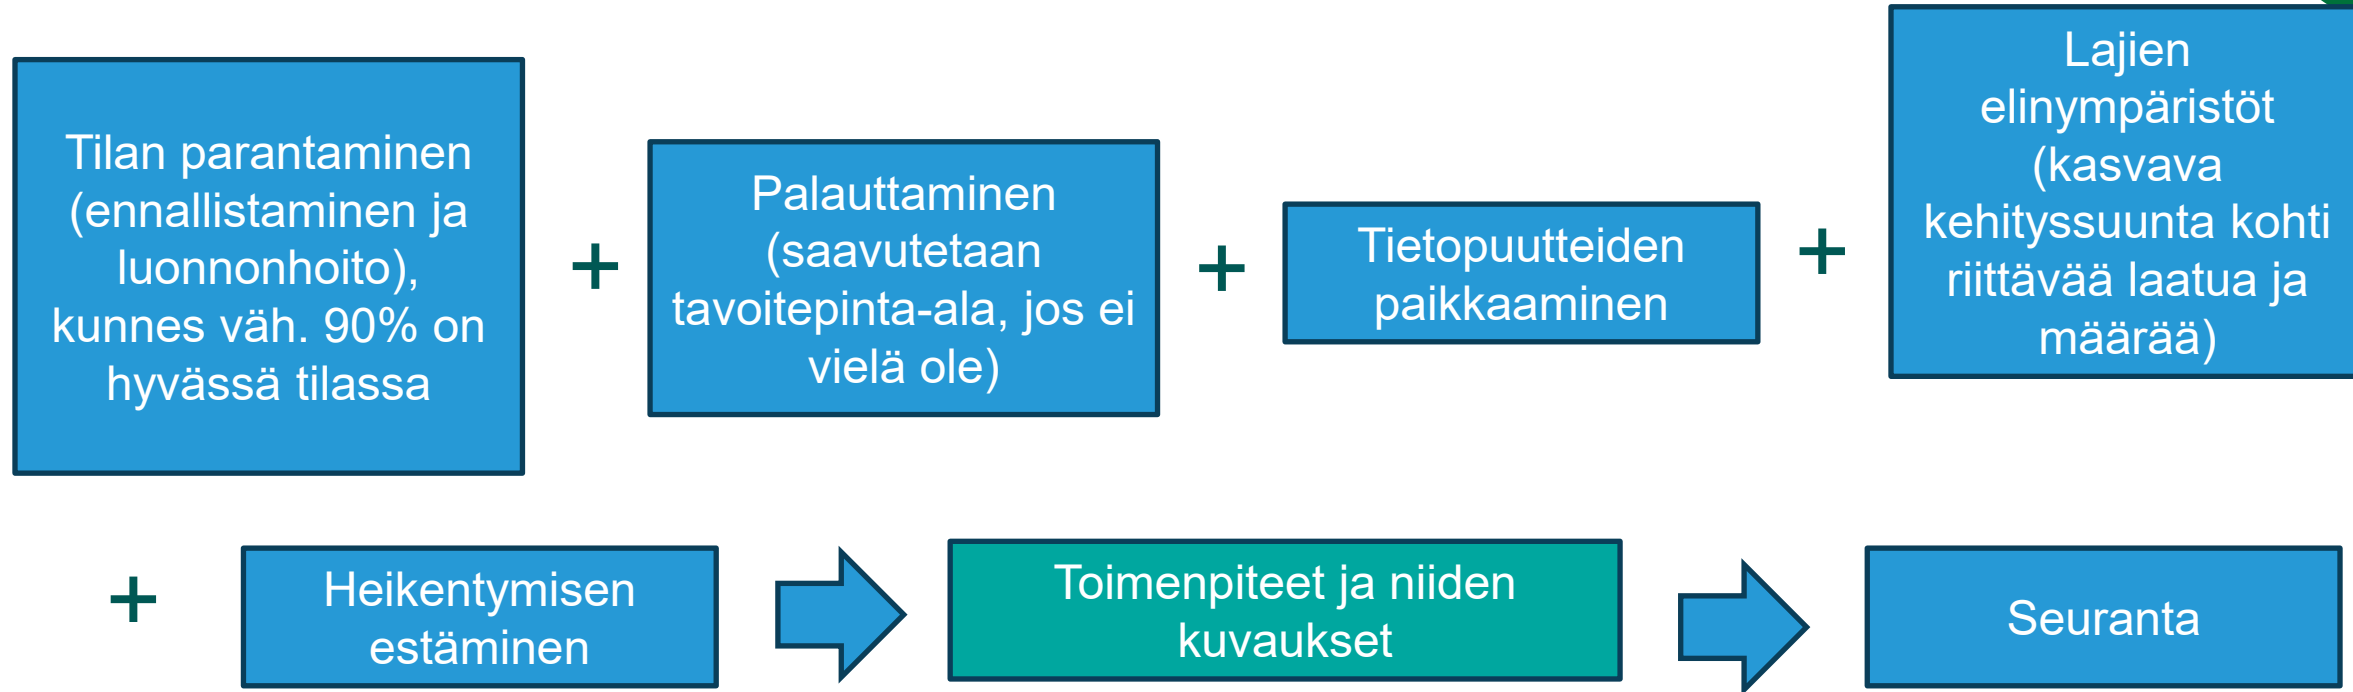 Tilan parantaminen
(ennallistaminen ja
luonnonhoito),
kunnes väh. 90% on
hyvässä tilassa
+
Palauttaminen
(saavutetaan
tavoitepinta-ala, jos ei
vielä ole)
+
Tietopuutteiden
paikkaaminen
+
Lajien
elinympäristöt
(kasvava
kehityssuunta kohti
riittävää laatua ja
määrää)
+
Heikentymisen
estäminen
Toimenpiteet ja niiden
kuvaukset
Seuranta